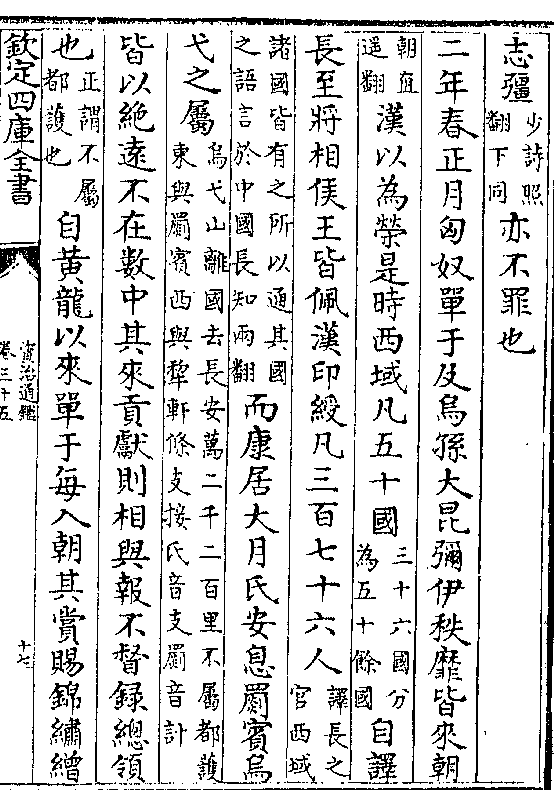 志彊少詩照翻下同亦不罪也
二年春正月匈奴單于及烏孫大昆彌伊秩靡皆來朝
朝直遥翻漢以為榮是時西域凡五十國三十六國分為五十餘國自譯
長至將相侯王皆佩漢印綬凡三百七十六人譯長之官西域
諸國皆有之所以通其國之語言於中國長知兩翻而康居大月氏安息罽賓烏
弋之屬烏弋山離國去長安萬二千二百里不屬都護東與罽賓西與犂軒條支接氏音支罽音計
皆以絶遠不在數中其來貢獻則相與報不督録總領
也正謂不屬都護也自黄龍以來單于每入朝其賞賜錦繡繒
欽定四庫全書
資治通鑑
卷三十五
十七